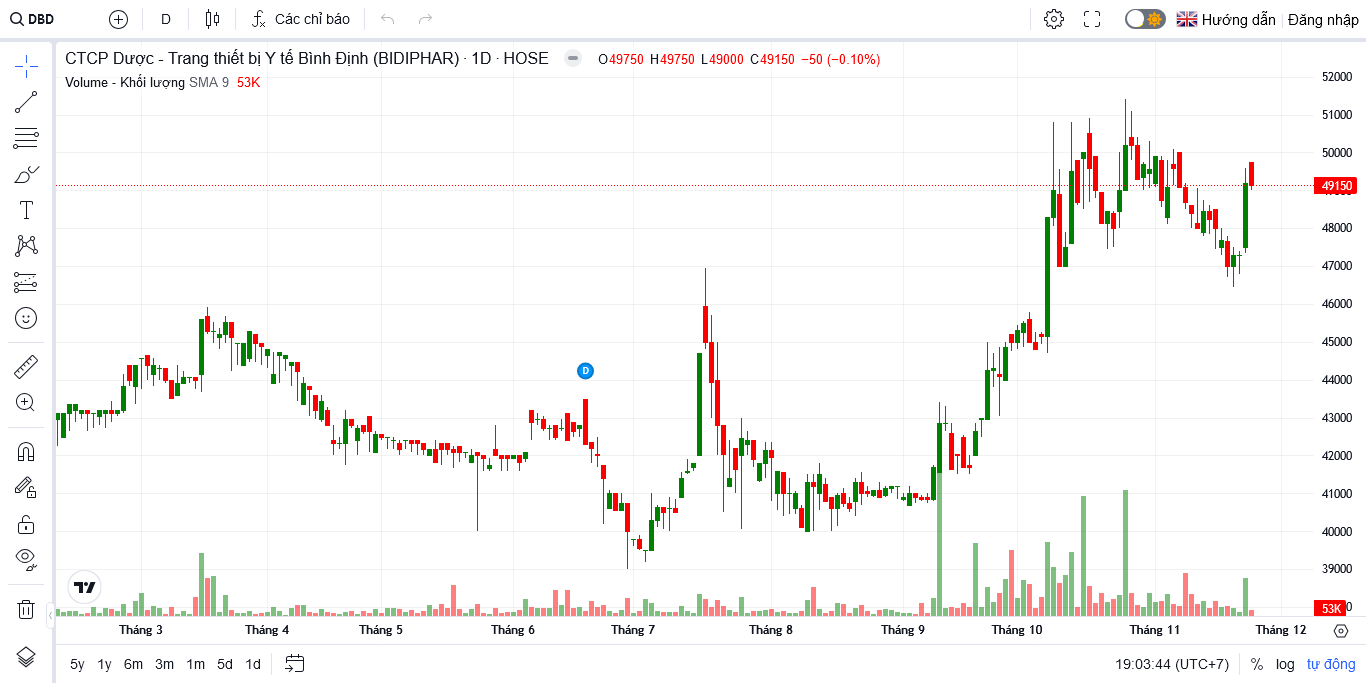 DBD D Các chỉ báo Hướng dẫn Đăng nhập
CTCP Dược - Trang thiết bị Y tế Bình Định (BIDIPHAR) · 1D · HOSE O49750 H49750 L49000 C49150 −50 (−0.10%)
Volume - Khối lượng SMA 9 53K
52000
51000
50000
49150
48000
47000
46000
45000
44000
D
43000
42000
41000
40000
39000
53K
Tháng 3 Tháng 4 Tháng 5 Tháng 6 Tháng 7 Tháng 8 Tháng 9 Tháng 10 Tháng 11 Tháng 12
5y 1y 6m 3m 1m 5d 1d 19:03:44 (UTC+7) % log tự động